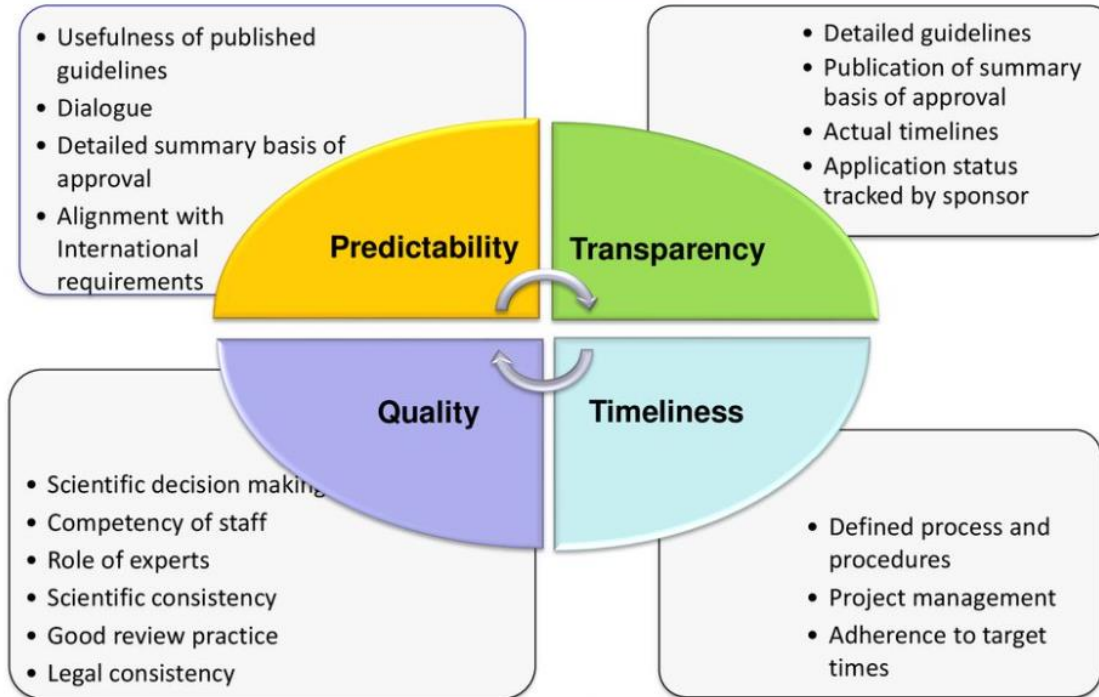 • Usefulness of published
guidelines
• Dialogue
• Detailed summary basis of
approval
• Alignment with
International
requirements
• Detailed guidelines
• Publication of summary
basis of approval
• Actual timelines
• Application status
tracked by sponsor
Predictability
Transparency
Quality
Timeliness
• Scientific decision making
• Competency of staff
• Role of experts
• Scientific consistency
• Good review practice
• Legal consistency
• Defined process and
procedures
• Project management
• Adherence to target
times